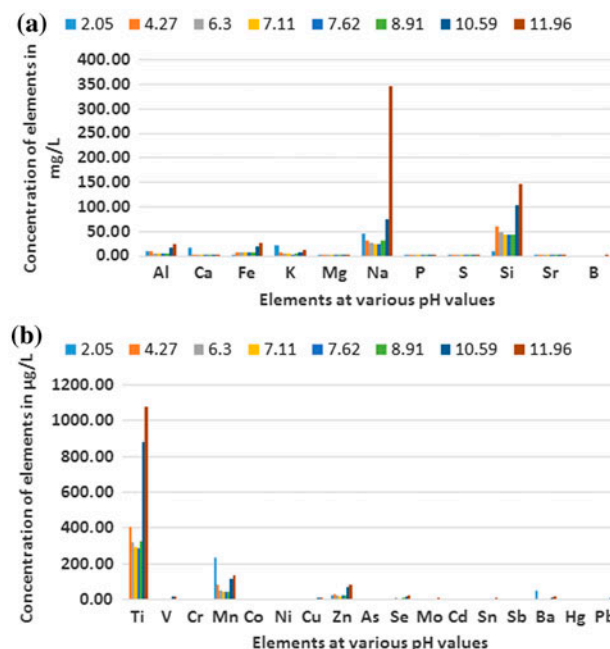 (a) 2.05 4.27 6.3 7.11 7.62 8.91 10.59 11.96
Concentration of elements in
mg/L
400.00
350.00
300.00
250.00
200.00
150.00
100.00
50.00
0.00
Al Ca Fe K Mg Na P S Si Sr B
Elements at various pH values
(b) 2.05 4.27 6.3 7.11 7.62 8.91 10.59 11.96
Concentration of elements in µg/L
1200.00
1000.00
800.00
600.00
400.00
200.00
0.00
Ti V Cr Mn Co Ni Cu Zn As Se Mo Cd Sn Sb Ba Hg Pb
Elements at various pH values